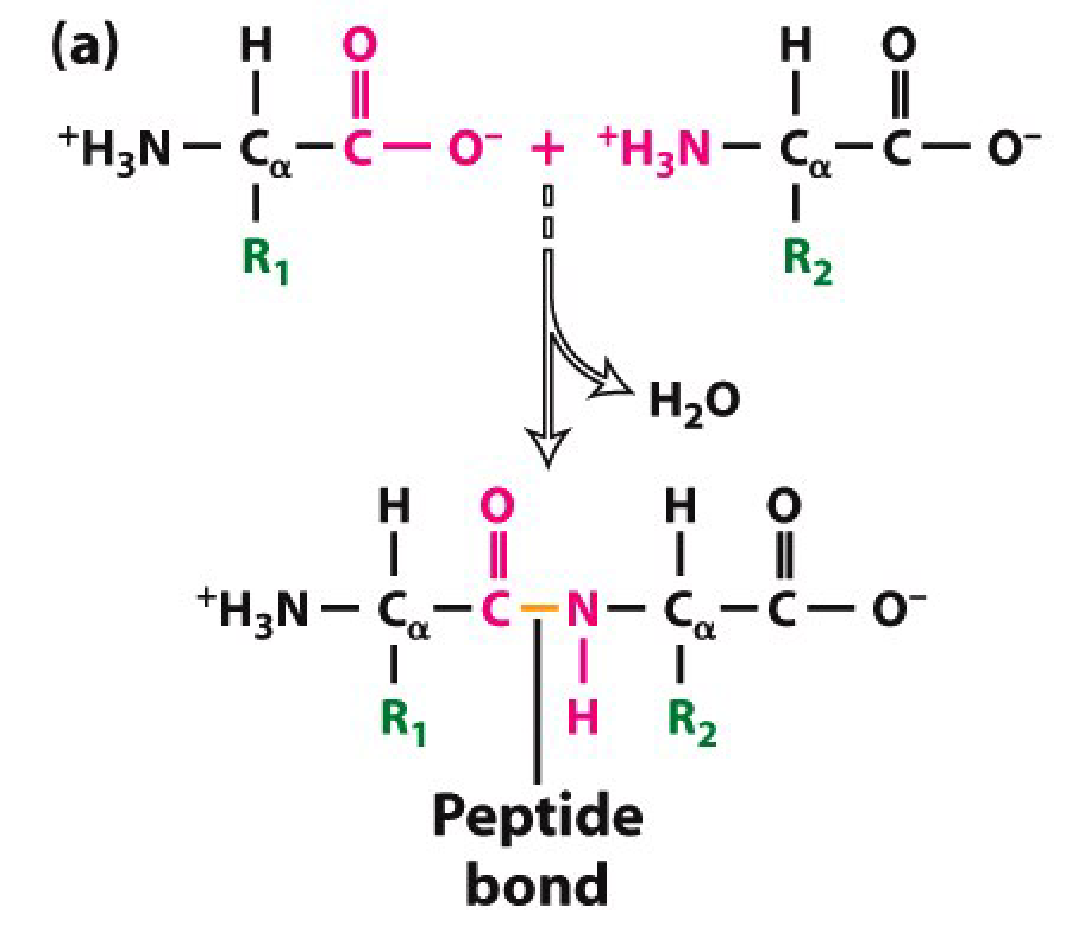 (a)
H O H O
⁺H₃N — Cα — C — O⁻ + ⁺H₃N — Cα — C — O⁻
R₁ R₂
H₂O
H O H O
⁺H₃N — Cα — C — N — Cα — C — O⁻
R₁ H R₂
Peptide
bond